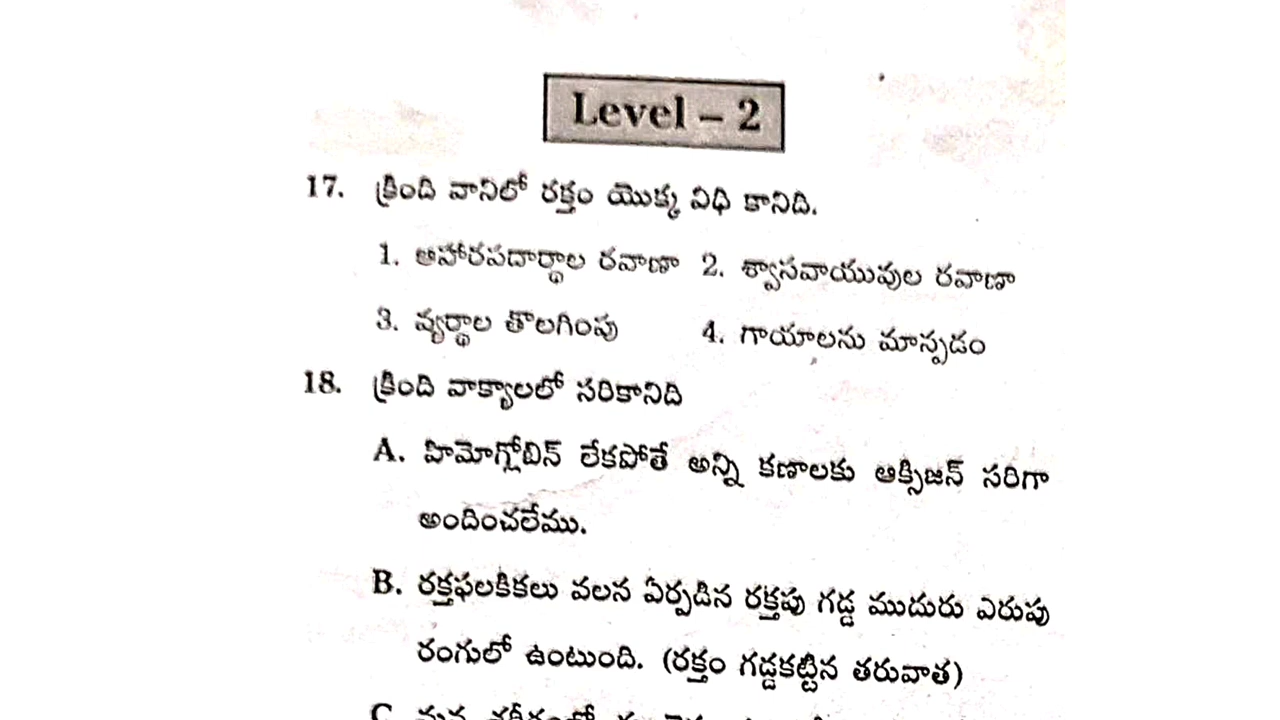 Level – 2
17. క్రింది వానిలో రక్తం యొక్క విధి కానిది.
1. ఆహారపదార్థాల రవాణా 2. శ్వాసవాయువుల రవాణా
3. వ్యర్థాల తొలగింపు 4. గాయాలను మాన్పడం
18. క్రింది వాక్యాలలో సరికానిది
A. హిమోగ్లోబిన్ లేకపోతే అన్ని కణాలకు ఆక్సిజన్ సరిగా
అందించలేము.
B. రక్తఫలకికలు వలన ఏర్పడిన రక్తపు గడ్డ ముదురు ఎరుపు
రంగులో ఉంటుంది. (రక్తం గడ్డకట్టిన తరువాత)
C. మన శరీరంలో